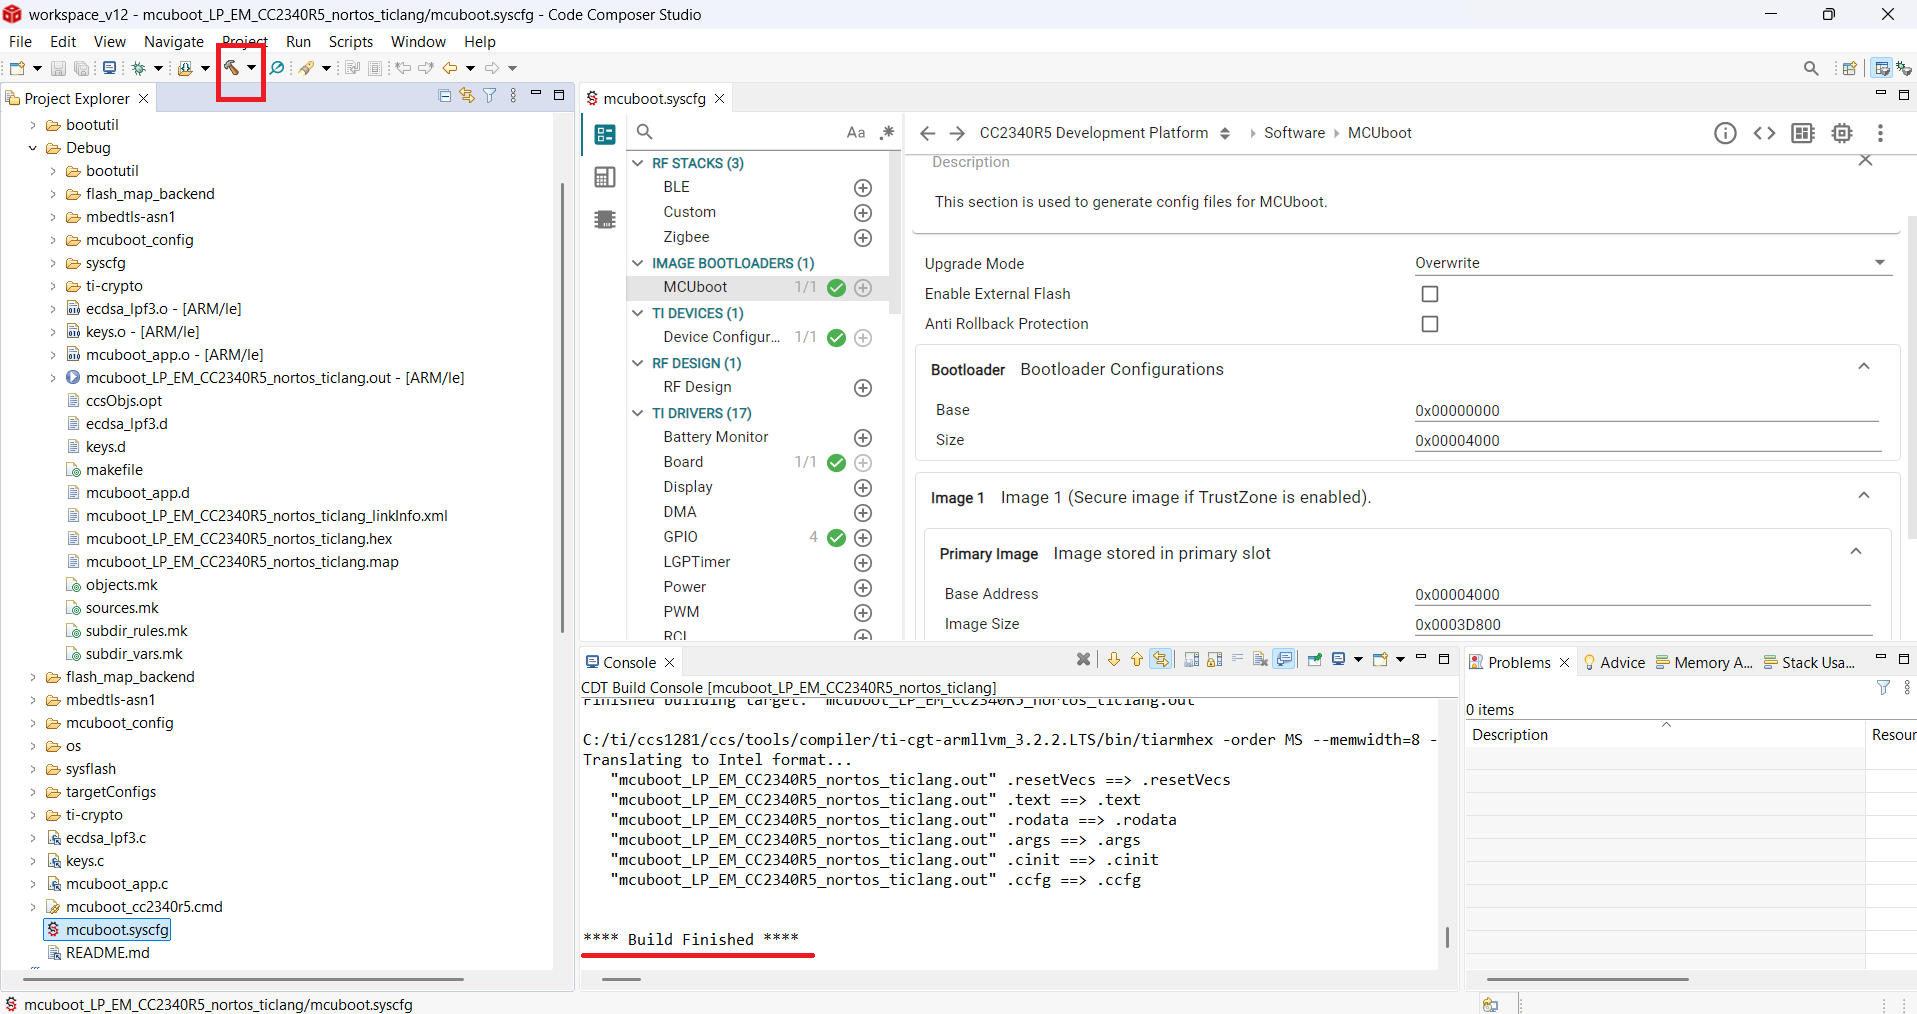 workspace_v12 - mcuboot_LP_EM_CC2340R5_nortos_ticlang/mcuboot.syscfg - Code Composer Studio
File Edit View Navigate Project Run Scripts Window Help
Project Explorer
bootutil
Debug
bootutil
flash_map_backend
mbedtls-asn1
mcuboot_config
syscfg
ti-crypto
ecdsa_lpf3.o - [ARM/le]
keys.o - [ARM/le]
mcuboot_app.o - [ARM/le]
mcuboot_LP_EM_CC2340R5_nortos_ticlang.out - [ARM/le]
ccsObjs.opt
ecdsa_lpf3.d
keys.d
makefile
mcuboot_app.d
mcuboot_LP_EM_CC2340R5_nortos_ticlang_linkInfo.xml
mcuboot_LP_EM_CC2340R5_nortos_ticlang.hex
mcuboot_LP_EM_CC2340R5_nortos_ticlang.map
objects.mk
sources.mk
subdir_rules.mk
subdir_vars.mk
flash_map_backend
mbedtls-asn1
mcuboot_config
os
sysflash
targetConfigs
ti-crypto
ecdsa_lpf3.c
keys.c
mcuboot_app.c
mcuboot_cc2340r5.cmd
mcuboot.syscfg
README.md
mcuboot.syscfg
Aa .*
RF STACKS (3)
BLE
Custom
Zigbee
IMAGE BOOTLOADERS (1)
MCUboot 1/1
TI DEVICES (1)
Device Configur... 1/1
RF DESIGN (1)
RF Design
TI DRIVERS (17)
Battery Monitor
Board 1/1
Display
DMA
GPIO 4
LGPTimer
Power
PWM
RCL
CC2340R5 Development Platform Software MCUboot
Description
This section is used to generate config files for MCUboot.
Upgrade Mode Overwrite
Enable External Flash
Anti Rollback Protection
Bootloader Bootloader Configurations
Base 0x00000000
Size 0x00004000
Image 1 Image 1 (Secure image if TrustZone is enabled).
Primary Image Image stored in primary slot
Base Address 0x00004000
Image Size 0x0003D800
Console
CDT Build Console [mcuboot_LP_EM_CC2340R5_nortos_ticlang]
Finished building target: "mcuboot_LP_EM_CC2340R5_nortos_ticlang.out"
C:/ti/ccs1281/ccs/tools/compiler/ti-cgt-armllvm_3.2.2.LTS/bin/tiarmhex -order MS --memwidth=8 -
Translating to Intel format...
"mcuboot_LP_EM_CC2340R5_nortos_ticlang.out" .resetVecs ==> .resetVecs
"mcuboot_LP_EM_CC2340R5_nortos_ticlang.out" .text ==> .text
"mcuboot_LP_EM_CC2340R5_nortos_ticlang.out" .rodata ==> .rodata
"mcuboot_LP_EM_CC2340R5_nortos_ticlang.out" .args ==> .args
"mcuboot_LP_EM_CC2340R5_nortos_ticlang.out" .cinit ==> .cinit
"mcuboot_LP_EM_CC2340R5_nortos_ticlang.out" .ccfg ==> .ccfg
**** Build Finished ****
Problems Advice Memory A... Stack Usa...
0 items
Description Resour
mcuboot_LP_EM_CC2340R5_nortos_ticlang/mcuboot.syscfg